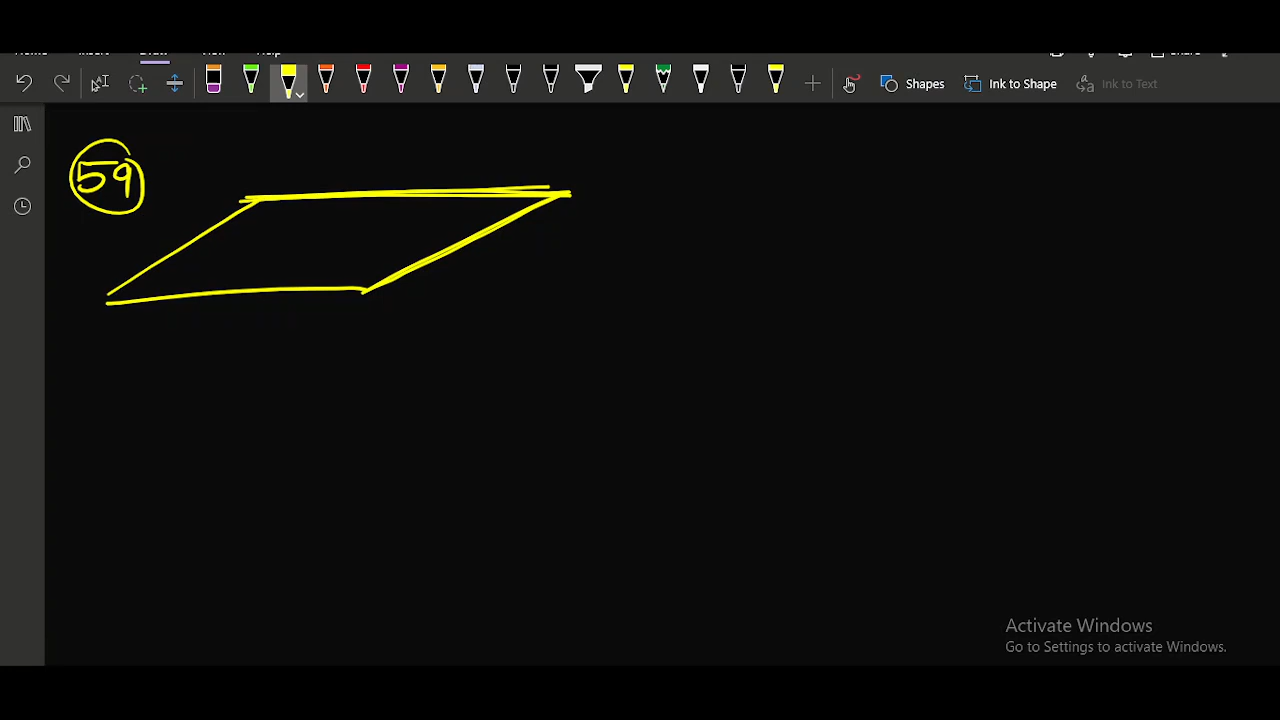 Shapes
Ink to Shape
Ink to Text
59
Activate Windows
Go to Settings to activate Windows.